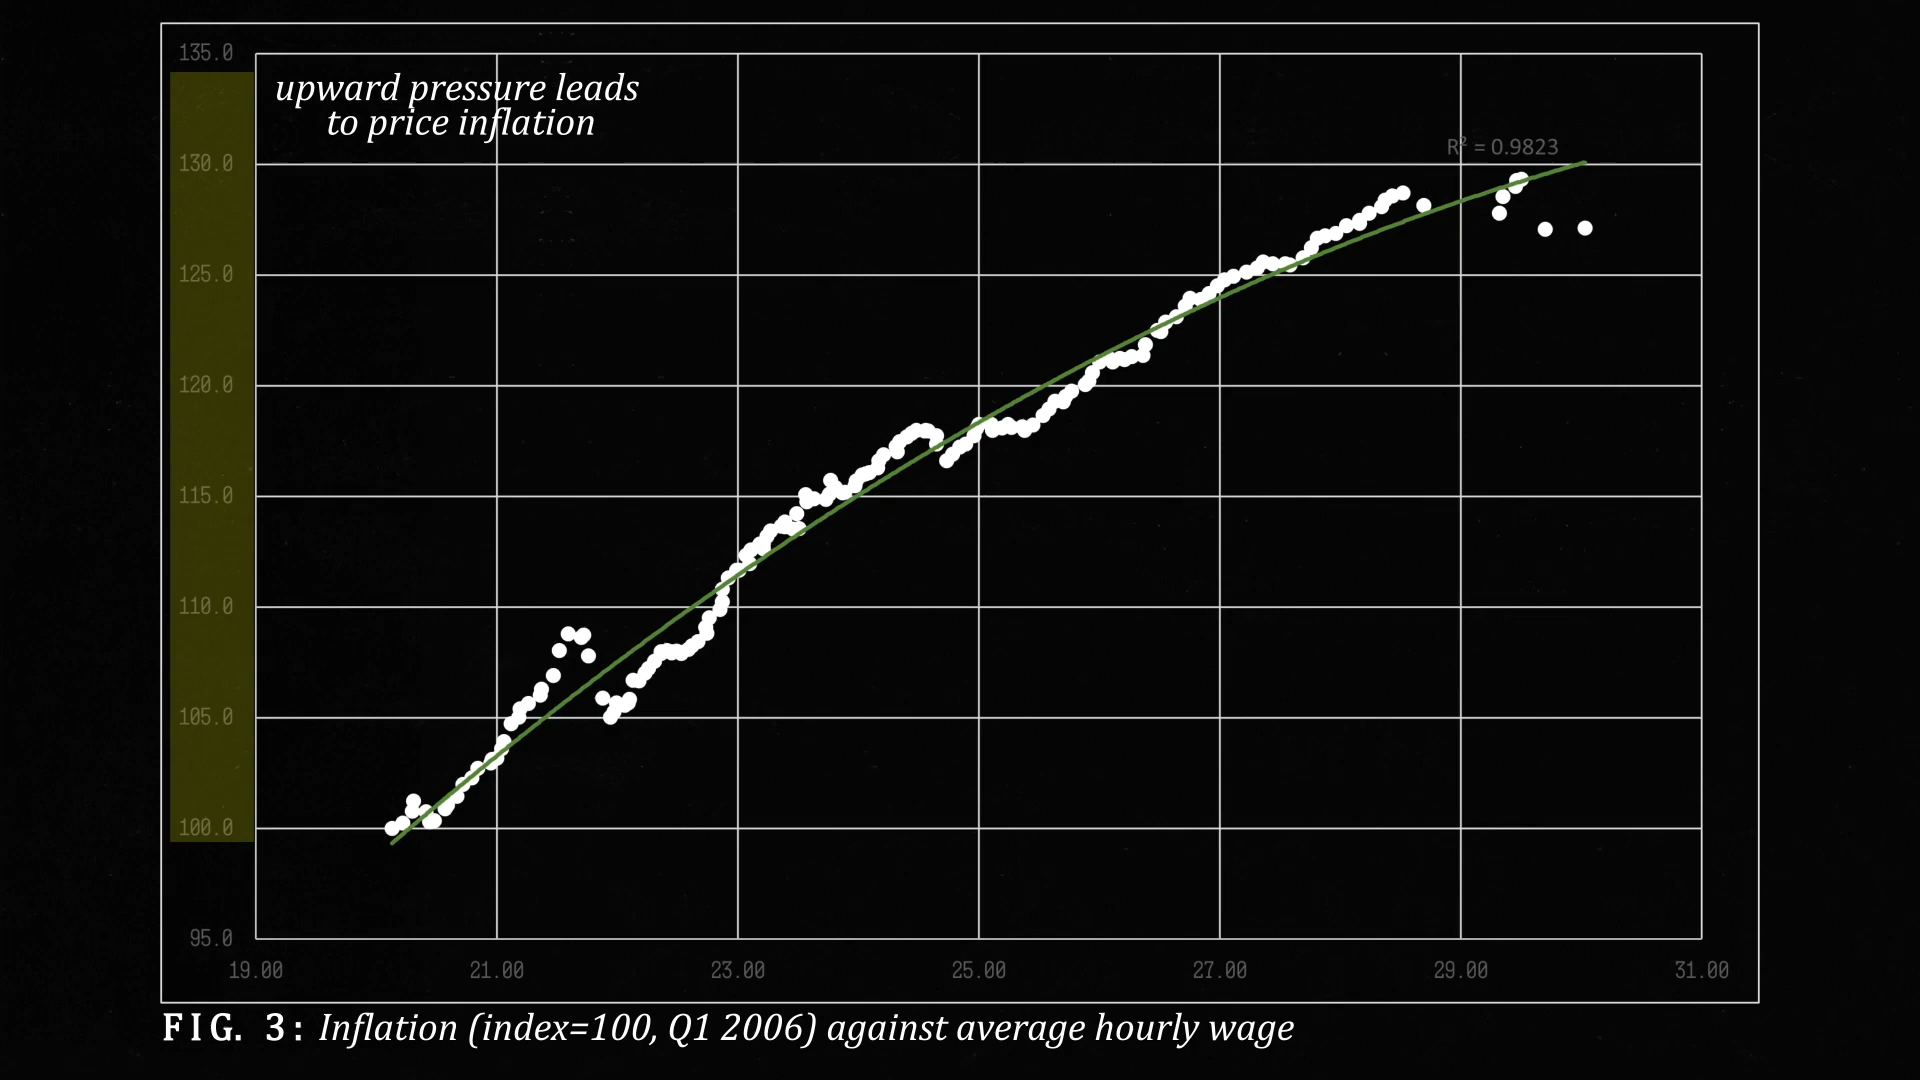 135.0
upward pressure leads
to price inflation
R² = 0.9823
130.0
125.0
120.0
115.0
110.0
105.0
100.0
95.0
19.00 21.00 23.00 25.00 27.00 29.00 31.00
FIG. 3: Inflation (index=100, Q1 2006) against average hourly wage